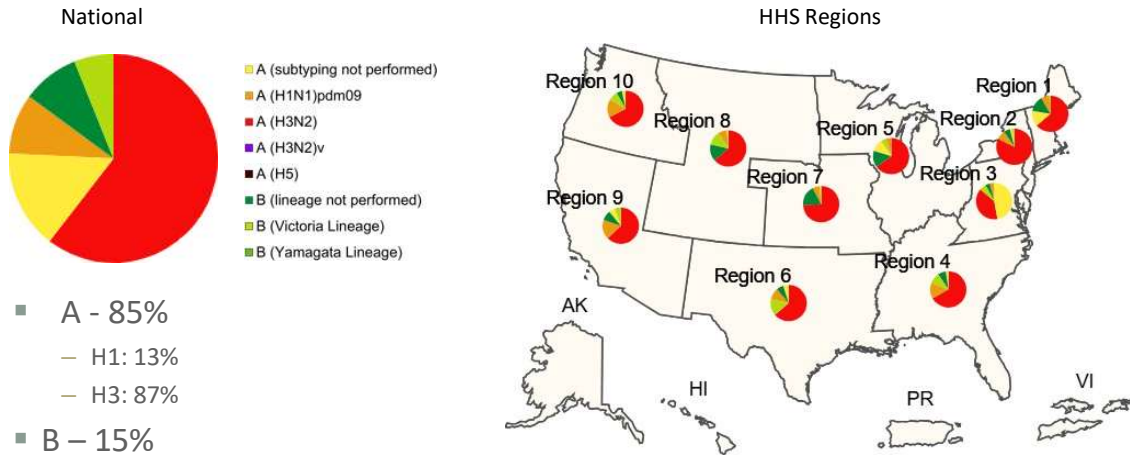 National
A (subtyping not performed)
A (H1N1)pdm09
A (H3N2)
A (H3N2)v
A (H5)
B (lineage not performed)
B (Victoria Lineage)
B (Yamagata Lineage)
▪ A - 85%
– H1: 13%
– H3: 87%
▪ B – 15%
HHS Regions
Region 1
Region 10
Region 2
Region 8
Region 5
Region 3
Region 7
Region 9
Region 4
Region 6
AK
HI
PR
VI